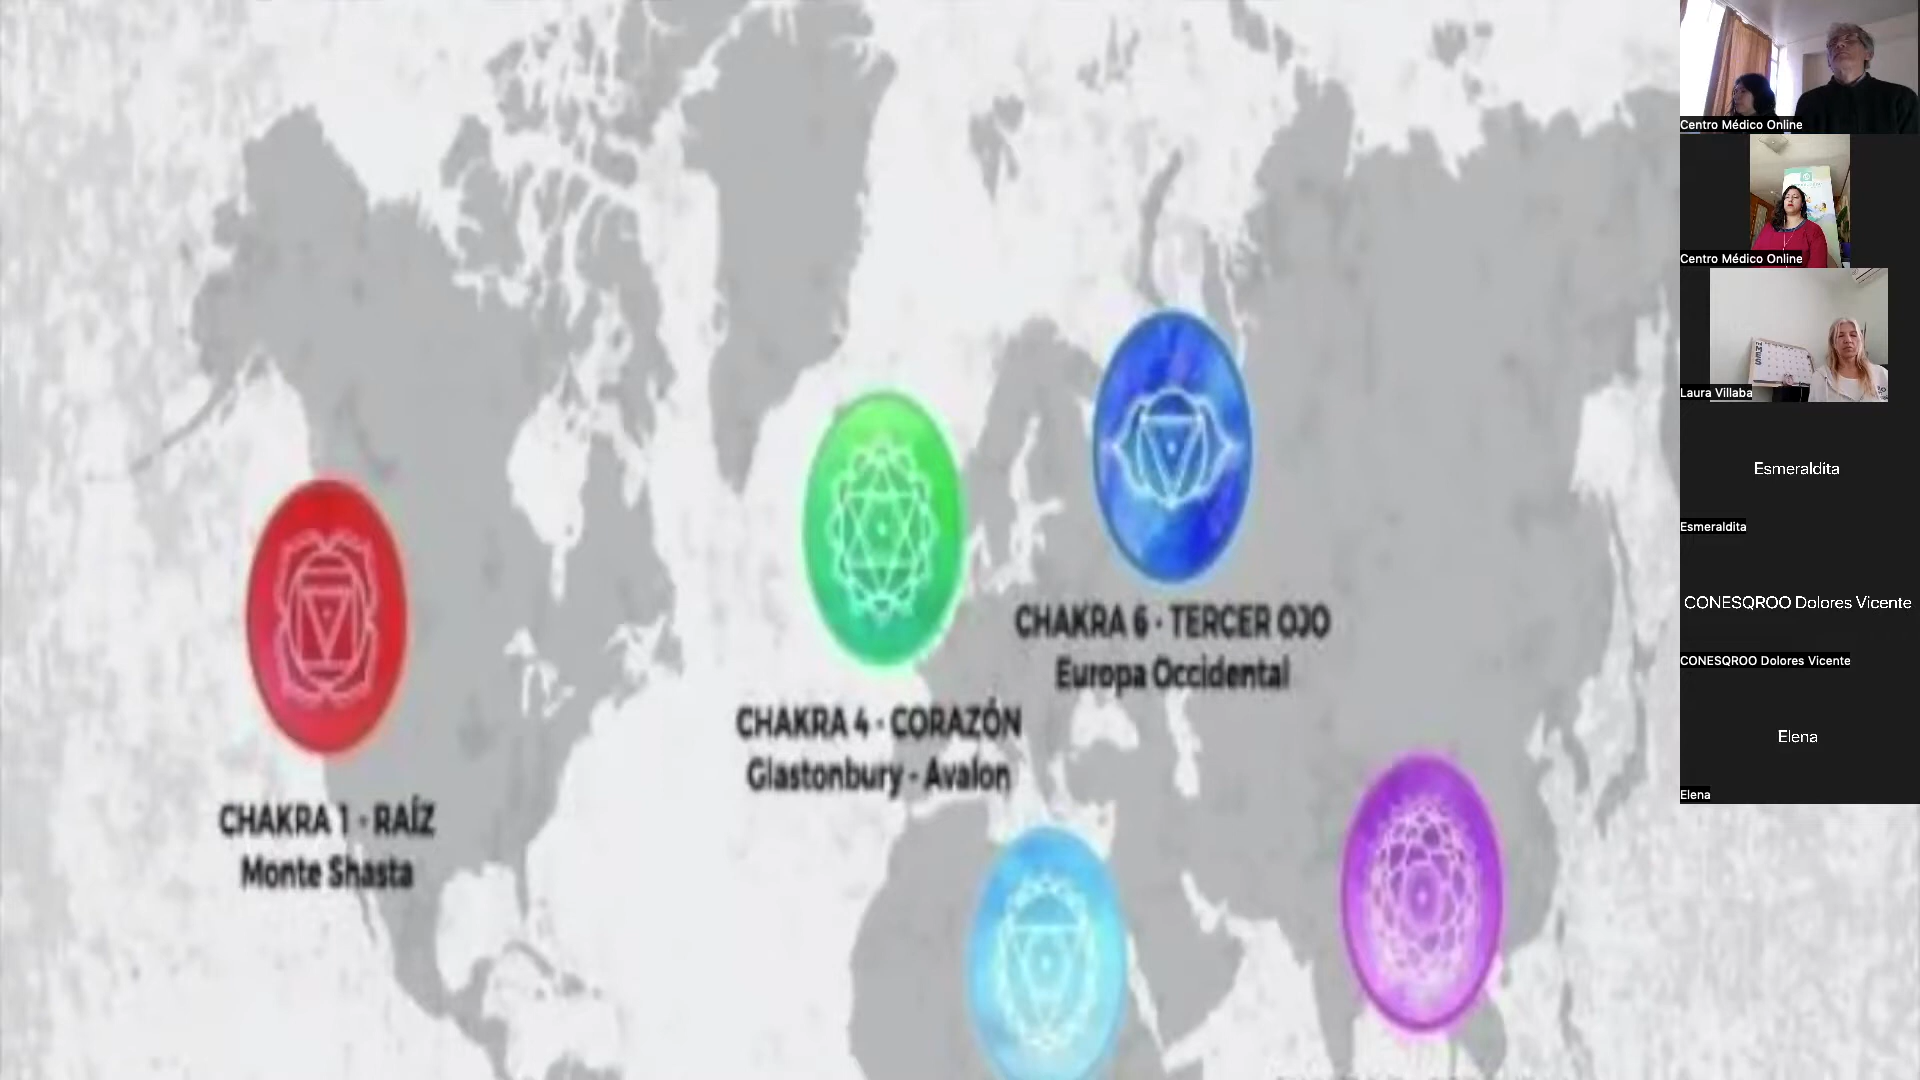 CHAKRA 1 - RAÍZ
Monte Shasta
CHAKRA 4 - CORAZÓN
Glastonbury - Avalon
CHAKRA 6 - TERCER OJO
Europa Occidental
Centro Médico Online
Centro Médico Online
Laura Villaba
Esmeraldita
Esmeraldita
CONESQROO Dolores Vicente
CONESQROO Dolores Vicente
Elena
Elena